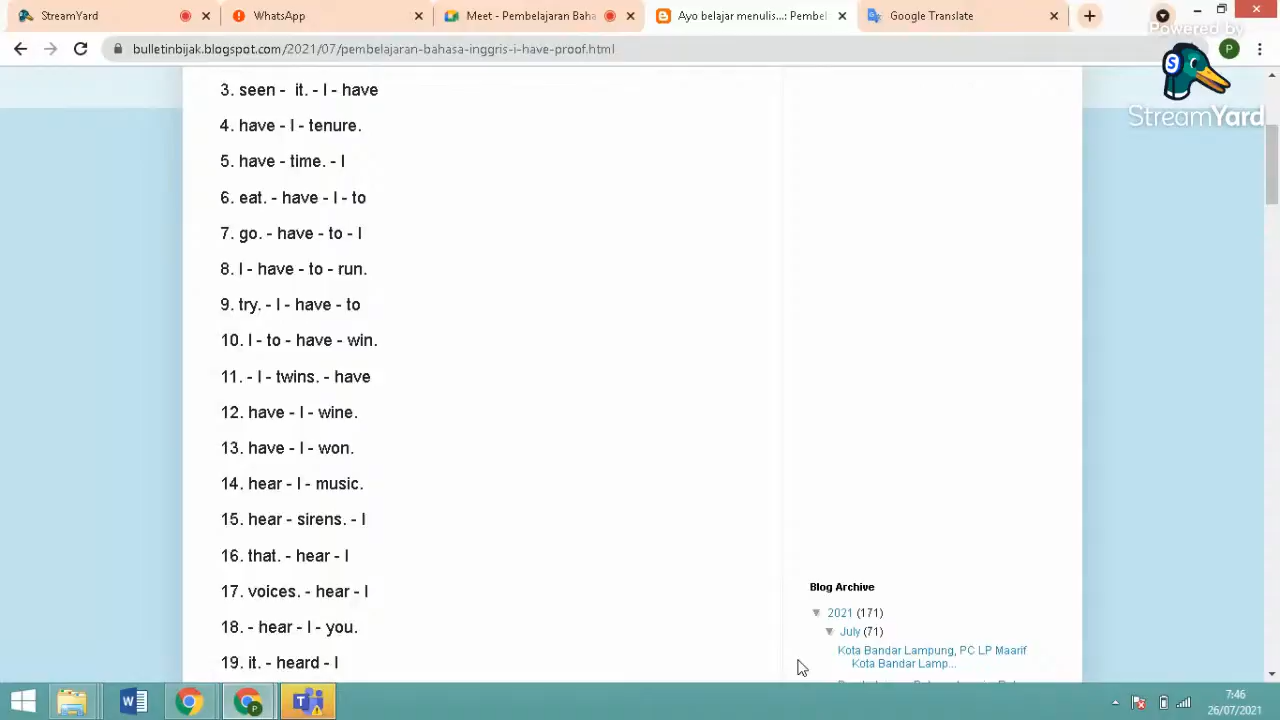 StreamYard
WhatsApp
Meet - Pembelajaran Baha
Ayo belajar menulis...: Pembel
Google Translate
bulletinbijak.blogspot.com/2021/07/pembelajaran-bahasa-inggris-i-have-proof.html
P
Powered by
S
StreamYard
3. seen - it. - I - have
4. have - I - tenure.
5. have - time. - I
6. eat. - have - I - to
7. go. - have - to - I
8. I - have - to - run.
9. try. - I - have - to
10. I - to - have - win.
11. - I - twins. - have
12. have - I - wine.
13. have - I - won.
14. hear - I - music.
15. hear - sirens. - I
16. that. - hear - I
17. voices. - hear - I
18. - hear - I - you.
19. it. - heard - I
Blog Archive
2021 (171)
July (71)
Kota Bandar Lampung, PC LP Maarif
Kota Bandar Lamp...
7:46
26/07/2021